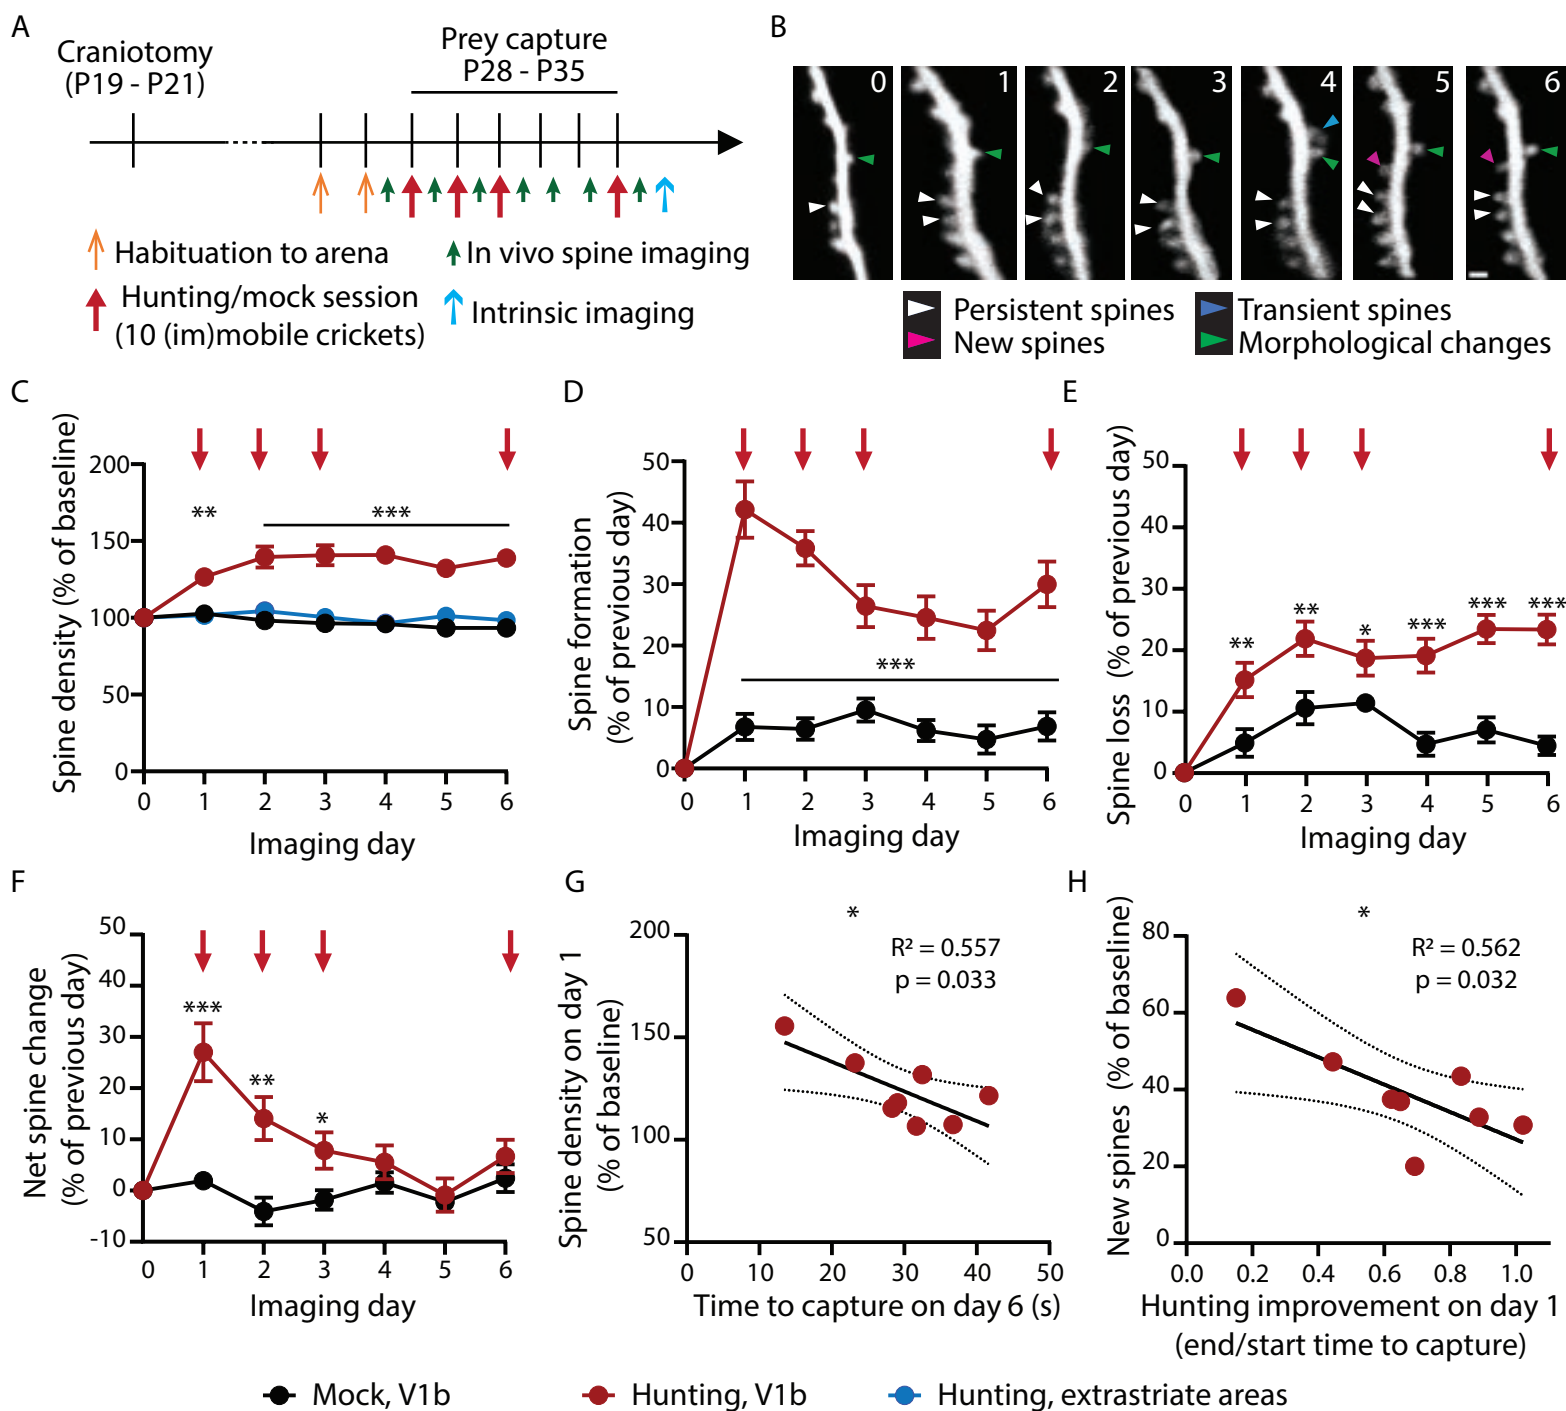 A
Craniotomy
(P19 - P21)
Prey capture
P28 - P35
Habituation to arena
In vivo spine imaging
Hunting/mock session
(10 (im)mobile crickets)
Intrinsic imaging
B
0 1 2 3 4 5 6
Persistent spines
Transient spines
New spines
Morphological changes
C
Spine density (% of baseline)
200
150
100
50
0
** ***
0 1 2 3 4 5 6
Imaging day
D
Spine formation
(% of previous day)
50
40
30
20
10
0
***
0 1 2 3 4 5 6
Imaging day
E
Spine loss (% of previous day)
50
40
30
20
10
0
** ** * *** *** ***
0 1 2 3 4 5 6
Imaging day
F
Net spine change
(% of previous day)
50
40
30
20
10
0
-10
*** ** *
0 1 2 3 4 5 6
Imaging day
G
Spine density on day 1
(% of baseline)
200
150
100
50
*
R² = 0.557
p = 0.033
0 10 20 30 40 50
Time to capture on day 6 (s)
H
New spines (% of baseline)
80
60
40
20
0
*
R² = 0.562
p = 0.032
0.0 0.2 0.4 0.6 0.8 1.0
Hunting improvement on day 1
(end/start time to capture)
Mock, V1b
Hunting, V1b
Hunting, extrastriate areas